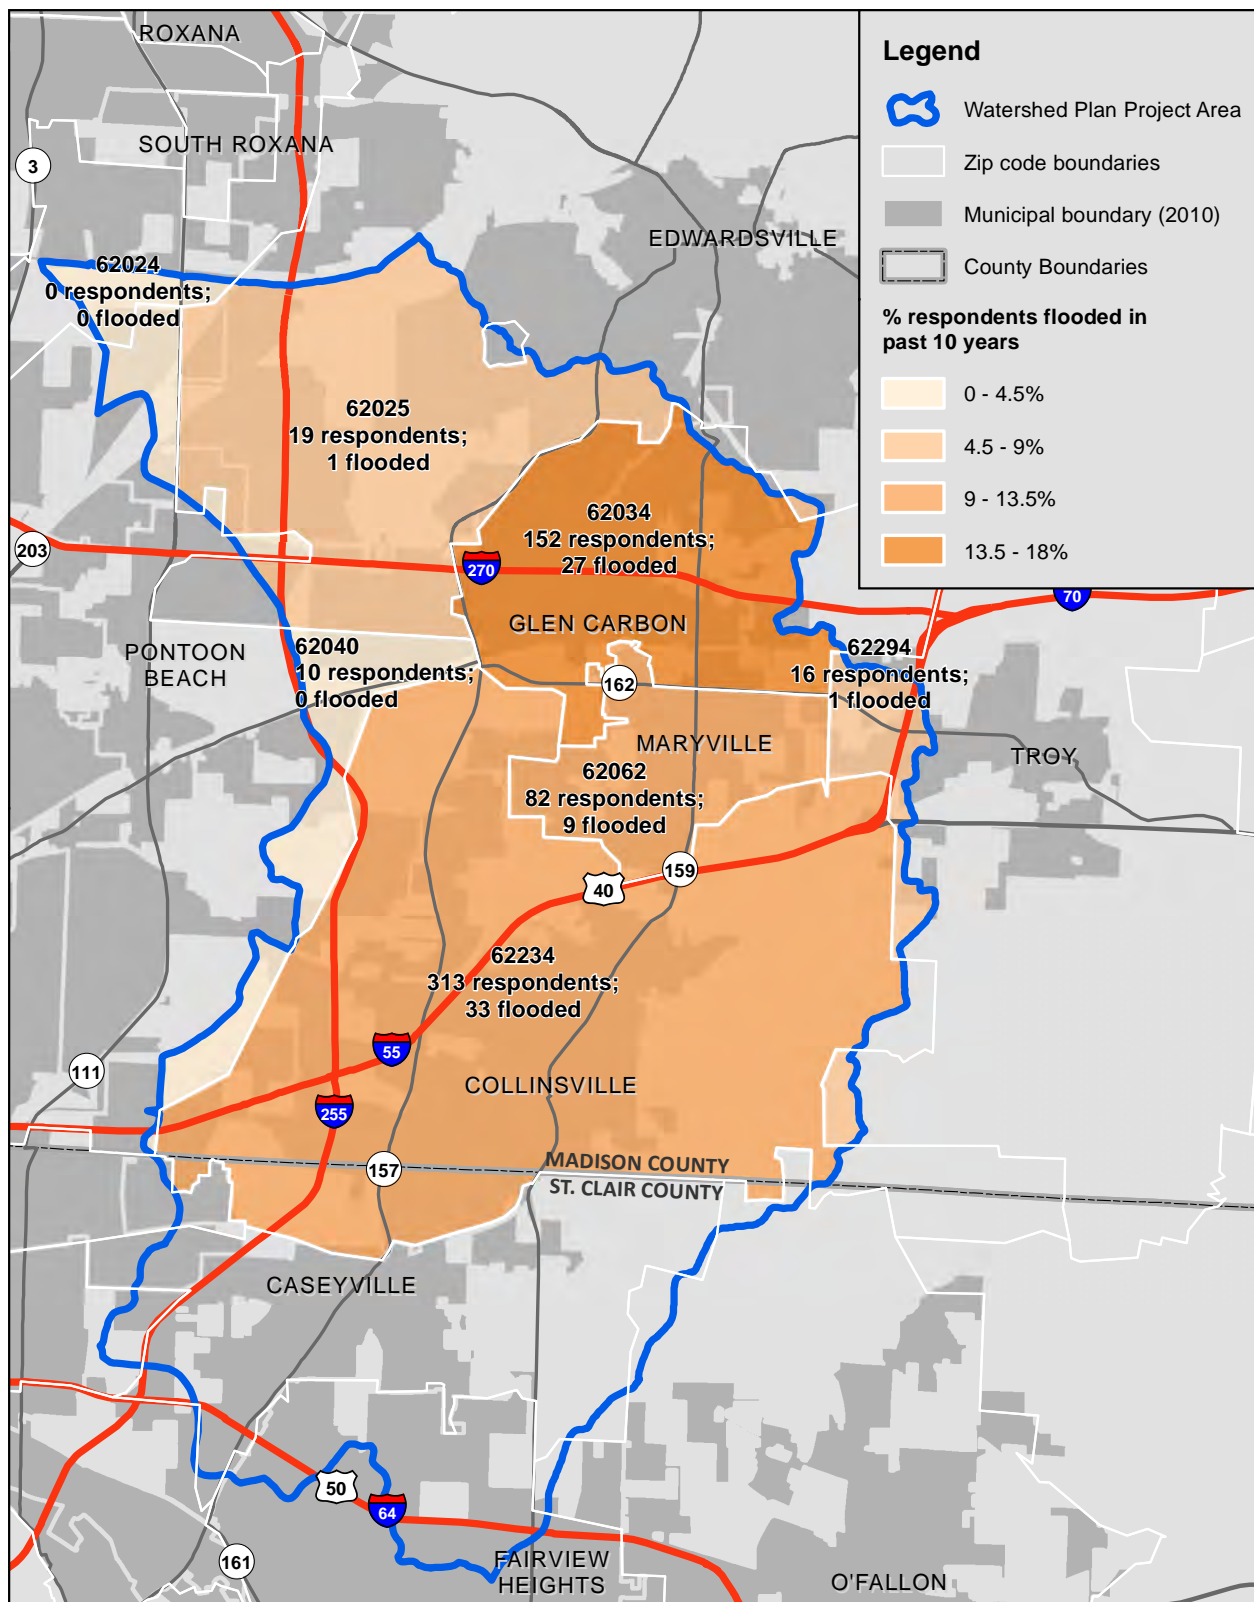 ROXANA
SOUTH ROXANA
3
EDWARDSVILLE
62024
0 respondents;
0 flooded
62025
19 respondents;
1 flooded
203
62034
152 respondents;
27 flooded
270
GLEN CARBON
PONTOON
BEACH
62040
10 respondents;
0 flooded
162
62294
16 respondents;
1 flooded
70
MARYVILLE
TROY
62062
82 respondents;
9 flooded
159
40
62234
313 respondents;
33 flooded
55
111
COLLINSVILLE
255
157
MADISON COUNTY
ST. CLAIR COUNTY
CASEYVILLE
50
64
161
FAIRVIEW
HEIGHTS
O'FALLON
Legend
Watershed Plan Project Area
Zip code boundaries
Municipal boundary (2010)
County Boundaries
% respondents flooded in
past 10 years
0 - 4.5%
4.5 - 9%
9 - 13.5%
13.5 - 18%